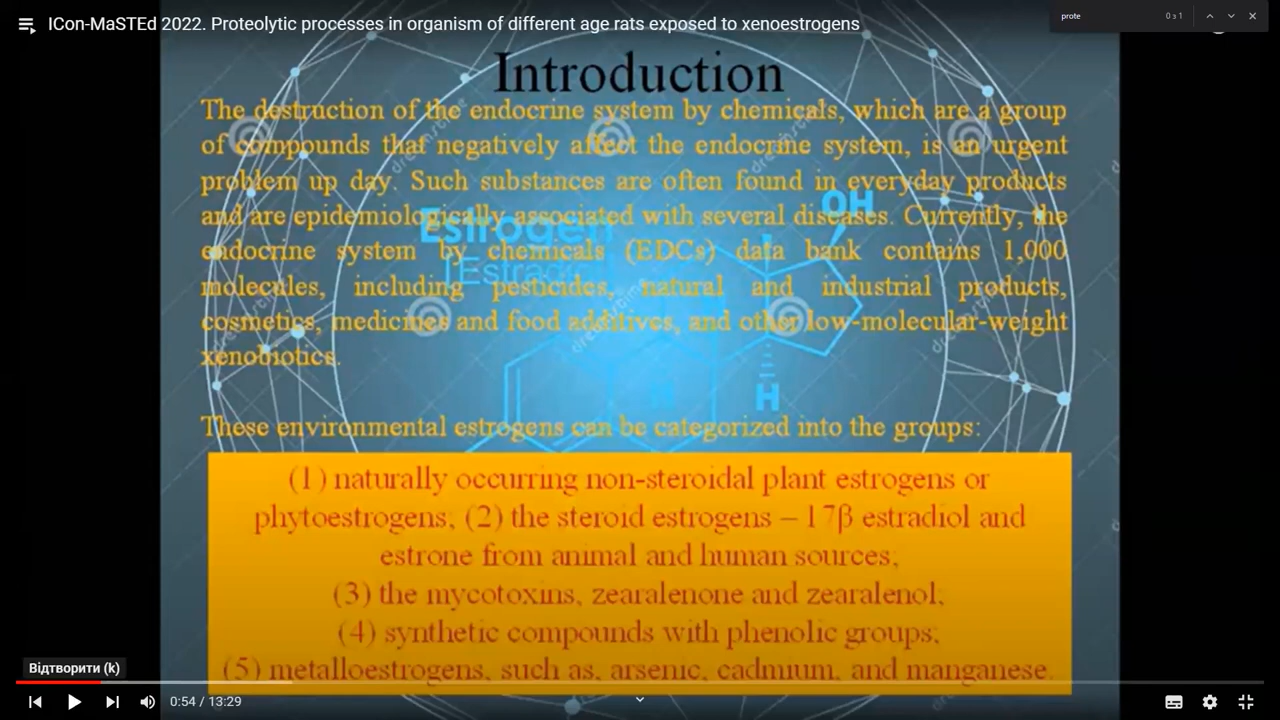 ICon-MaSTEd 2022. Proteolytic processes in organism of different age rats exposed to xenoestrogens
prote
0 з 1
Introduction
The destruction of the endocrine system by chemicals, which are a group
of compounds that negatively affect the endocrine system, is an urgent
problem up day. Such substances are often found in everyday products
and are epidemiologically associated with several diseases. Currently, the
endocrine system by chemicals (EDCs) data bank contains 1,000
molecules, including pesticides, natural and industrial products,
cosmetics, medicines and food additives, and other low-molecular-weight
xenobiotics.
OH
Estrogen
H
H
These environmental estrogens can be categorized into the groups:
(1) naturally occurring non-steroidal plant estrogens or
phytoestrogens; (2) the steroid estrogens – 17β estradiol and
estrone from animal and human sources;
(3) the mycotoxins, zearalenone and zearalenol;
(4) synthetic compounds with phenolic groups;
(5) metalloestrogens, such as, arsenic, cadmium, and manganese.
Відтворити (k)
0:54 / 13:29
dreamstime